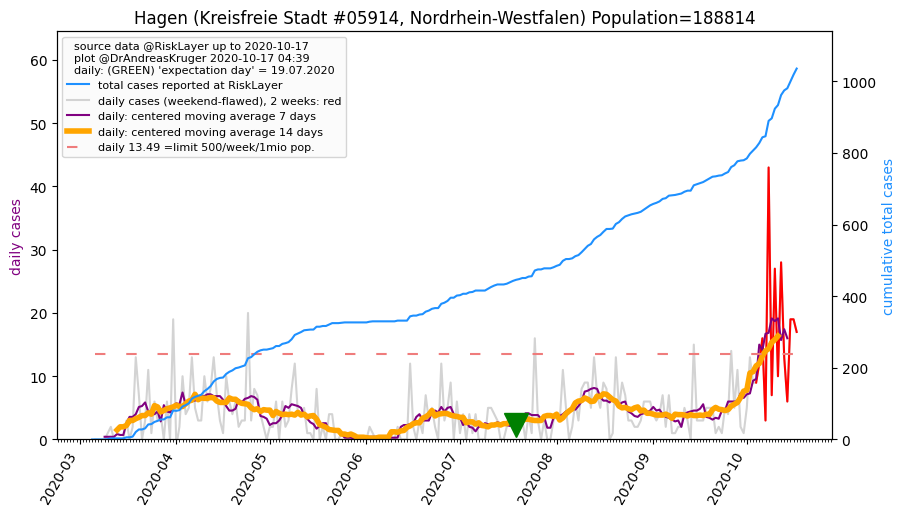 Hagen (Kreisfreie Stadt #05914, Nordrhein-Westfalen) Population=188814
source data @RiskLayer up to 2020-10-17
plot @DrAndreasKruger 2020-10-17 04:39
daily: (GREEN) 'expectation day' = 19.07.2020
total cases reported at RiskLayer
daily cases (weekend-flawed), 2 weeks: red
daily: centered moving average 7 days
daily: centered moving average 14 days
daily 13.49 =limit 500/week/1mio pop.
daily cases
60
50
40
30
20
10
0
cumulative total cases
1000
800
600
400
200
0
2020-03
2020-04
2020-05
2020-06
2020-07
2020-08
2020-09
2020-10